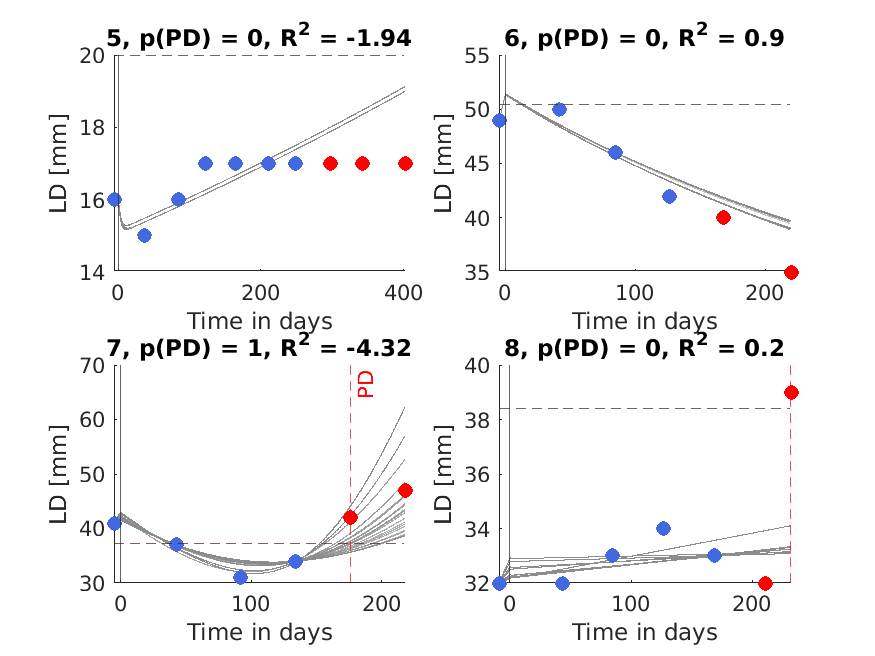 5, p(PD) = 0, R² = -1.94
20
18
16
14
LD [mm]
0
200
400
Time in days
6, p(PD) = 0, R² = 0.9
55
50
45
40
35
LD [mm]
0
100
200
Time in days
7, p(PD) = 1, R² = -4.32
70
60
50
40
30
LD [mm]
PD
0
100
200
Time in days
8, p(PD) = 0, R² = 0.2
40
38
36
34
32
LD [mm]
0
100
200
Time in days